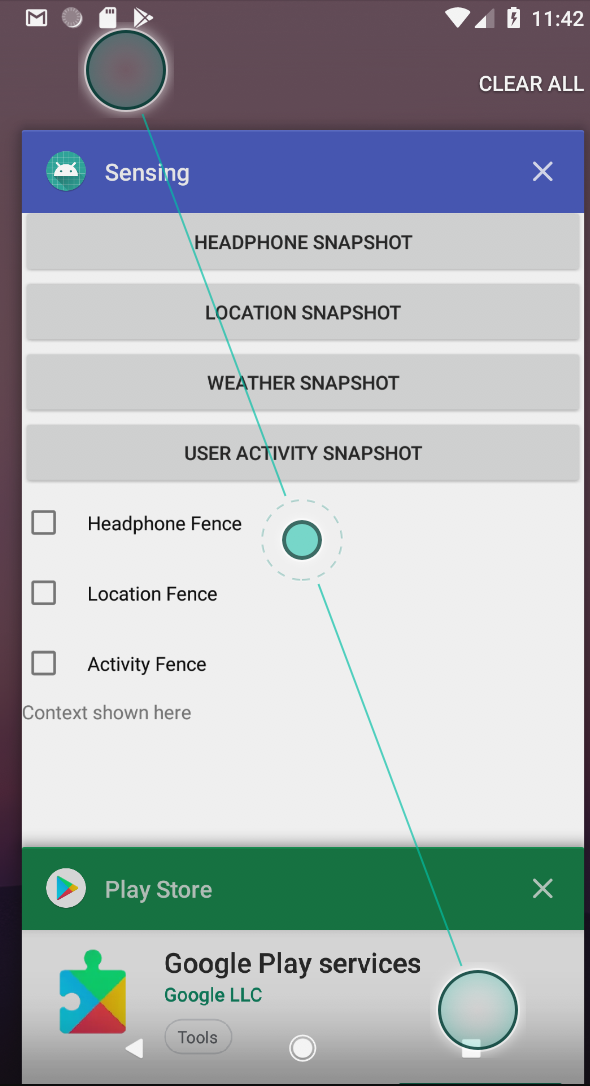 11:42
CLEAR ALL
Sensing
HEADPHONE SNAPSHOT
LOCATION SNAPSHOT
WEATHER SNAPSHOT
USER ACTIVITY SNAPSHOT
Headphone Fence
Location Fence
Activity Fence
Context shown here
Play Store
Google Play services
Google LLC
Tools